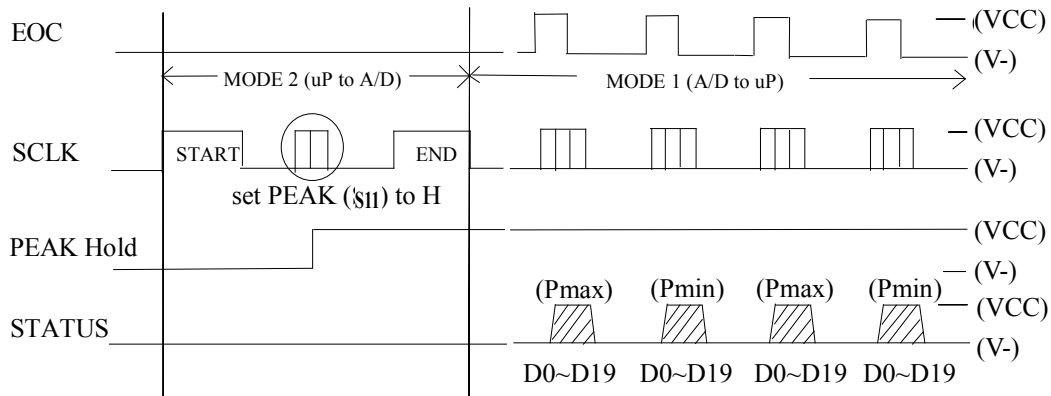 EOC
(VCC)
(V-)
MODE 2 (uP to A/D)
MODE 1 (A/D to uP)
SCLK
START
END
(VCC)
(V-)
set PEAK (S11) to H
PEAK Hold
(VCC)
(V-)
STATUS
(Pmax) (Pmin) (Pmax) (Pmin)
(VCC)
(V-)
D0~D19 D0~D19 D0~D19 D0~D19